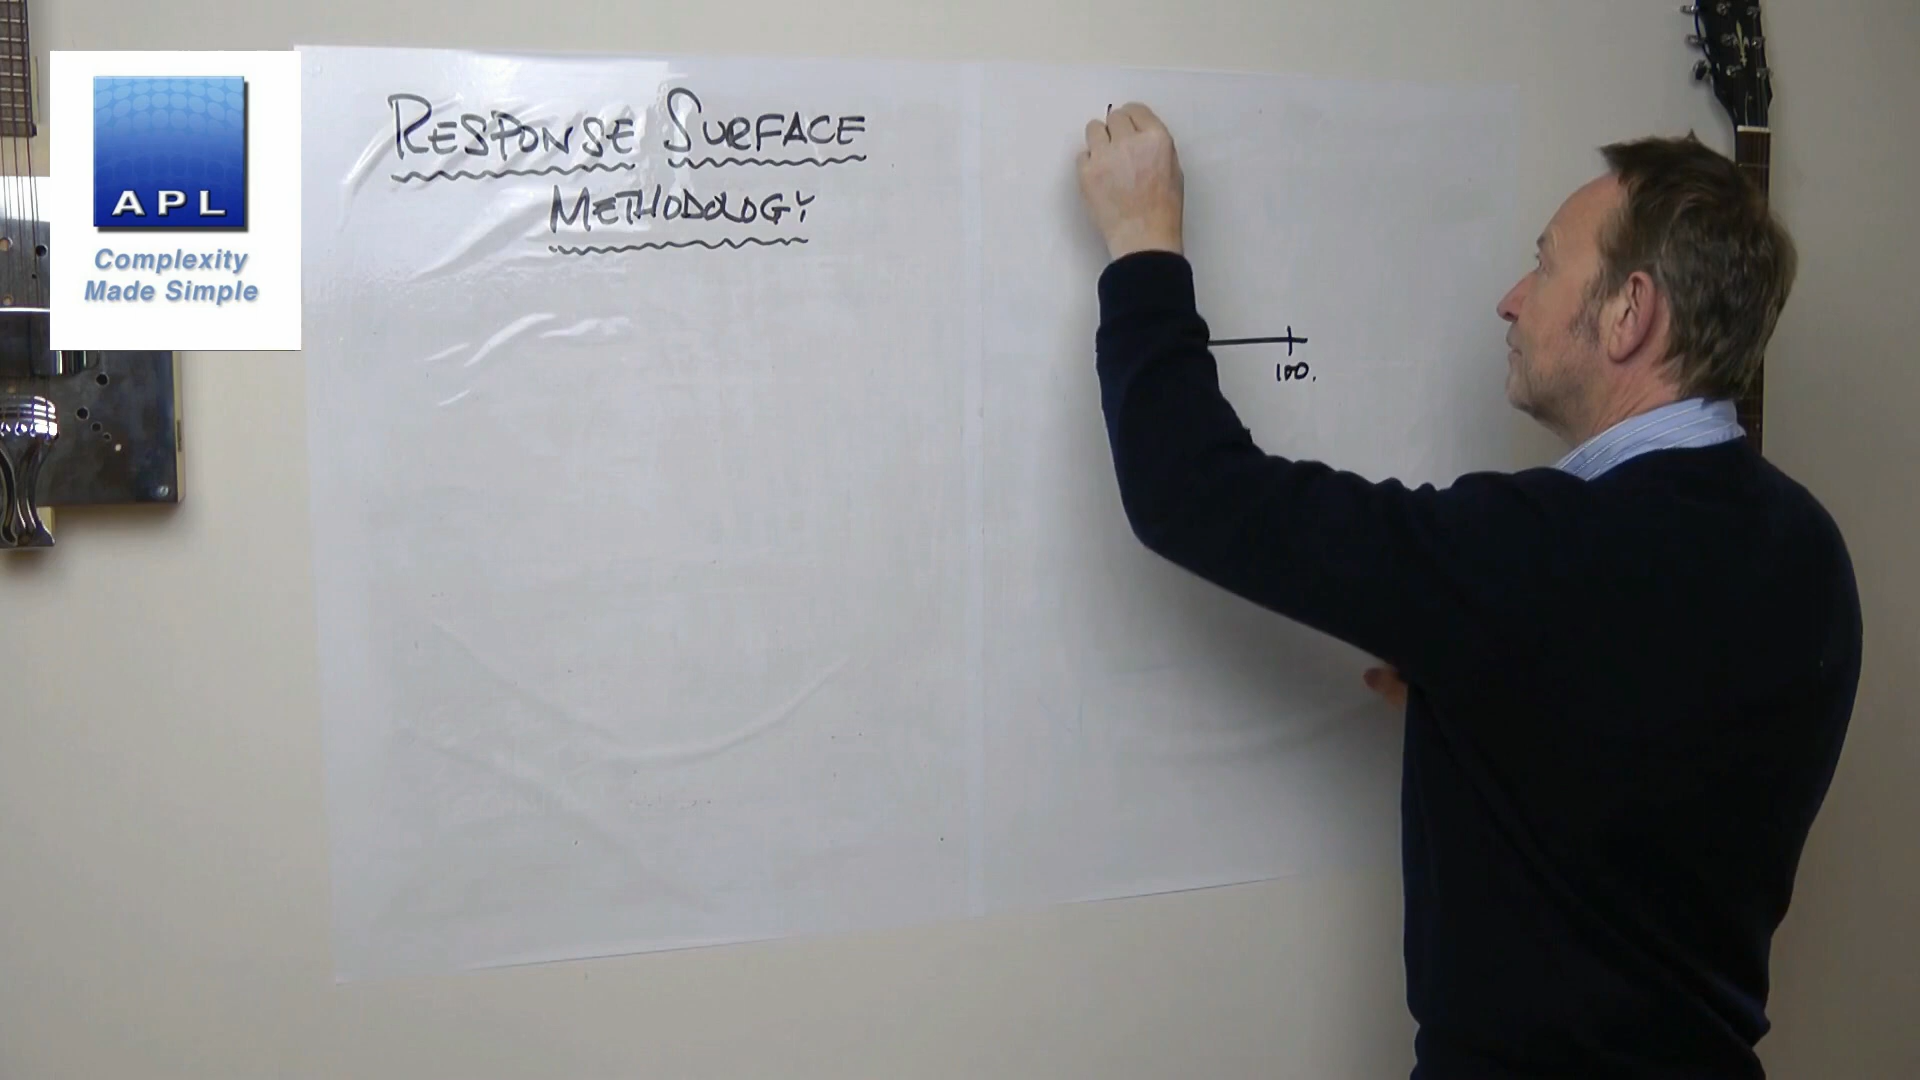 APL
Complexity
Made Simple
RESPONSE SURFACE
METHODOLOGY
100.